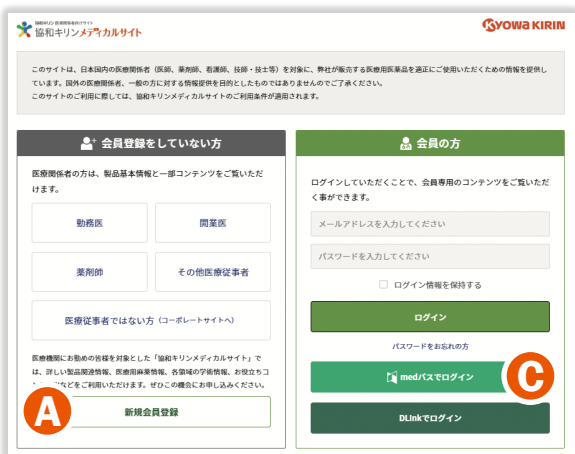 協和キリン 医療関係者向けサイト
協和キリンメディカルサイト
KYOWA KIRIN
このサイトは、日本国内の医療関係者（医師、薬剤師、看護師、技師・技士等）を対象に、弊社が販売する医療用医薬品を適正にご使用いただくための情報を提供し
ています。国外の医療関係者、一般の方に対する情報提供を目的としたものではありませんのでご了承ください。
このサイトのご利用に際しては、協和キリンメディカルサイトのご利用条件が適用されます。
会員登録をしていない方
医療関係者の方は、製品基本情報と一部コンテンツをご覧いただ
けます。
勤務医
開業医
薬剤師
その他医療従事者
医療従事者ではない方（コーポレートサイトへ）
医療機関にお勤めの皆様を対象とした「協和キリンメディカルサイト」で
は、詳しい製品関連情報、医療用麻薬情報、各領域の学術情報、お役立ちコ
などをご利用いただけます。ぜひこの機会にお申し込みください。
A
新規会員登録
会員の方
ログインしていただくことで、会員専用のコンテンツをご覧いただ
く事ができます。
メールアドレスを入力してください
パスワードを入力してください
ログイン情報を保持する
ログイン
パスワードをお忘れの方
medパスでログイン
C
DLinkでログイン